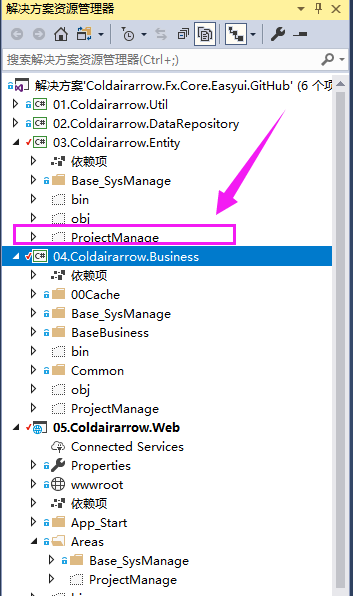 解决方案资源管理器
搜索解决方案资源管理器(Ctrl+;)
解决方案'Coldairarrow.Fx.Core.Easyui.GitHub' (6 个项
01.Coldairarrow.Util
02.Coldairarrow.DataRepository
03.Coldairarrow.Entity
依赖项
Base_SysManage
bin
obj
ProjectManage
04.Coldairarrow.Business
依赖项
00Cache
Base_SysManage
BaseBusiness
bin
Common
obj
ProjectManage
05.Coldairarrow.Web
Connected Services
Properties
wwwroot
依赖项
App_Start
Areas
Base_SysManage
ProjectManage